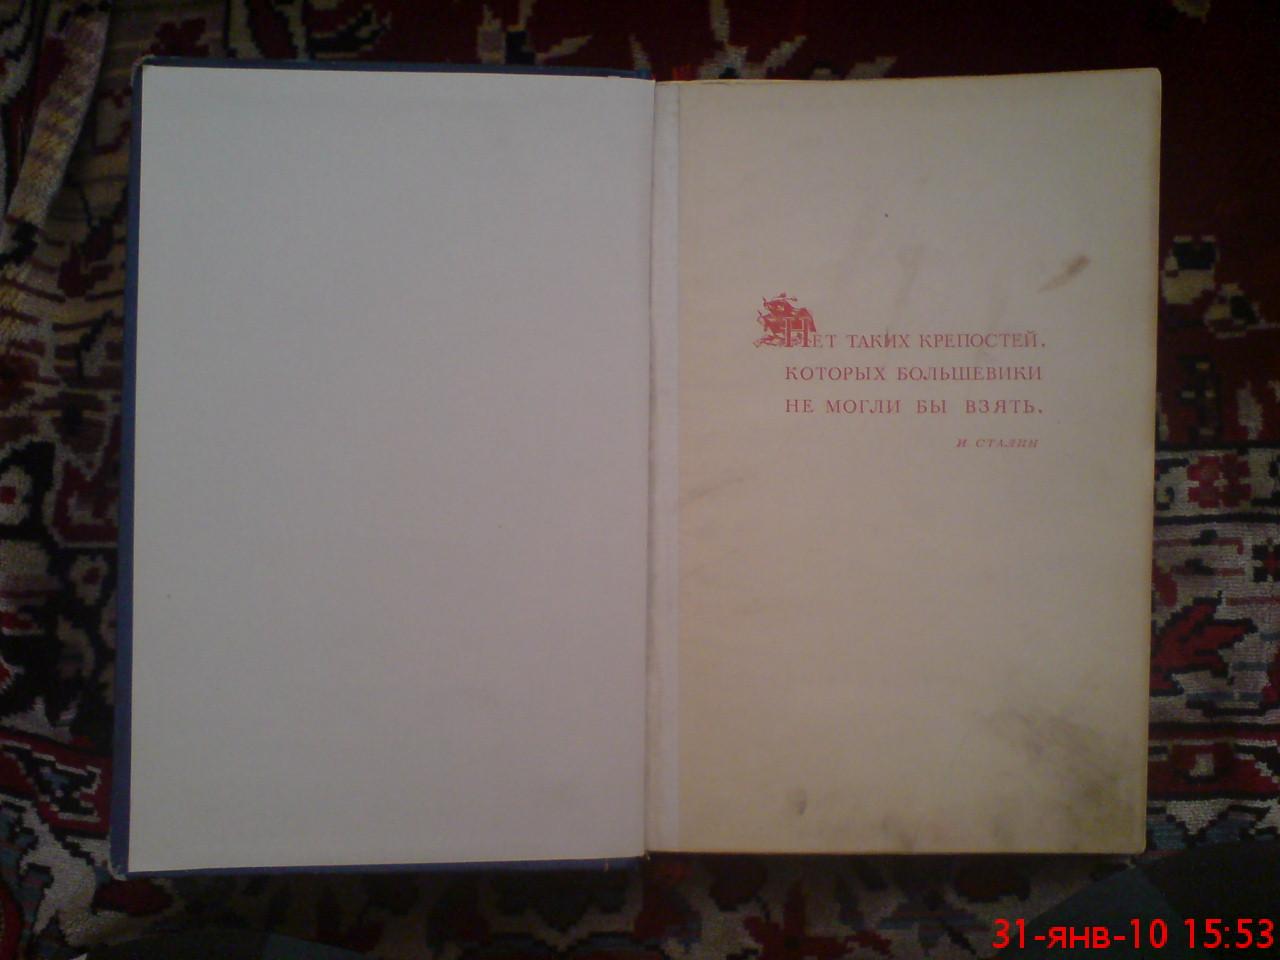 НЕТ ТАКИХ КРЕПОСТЕЙ,
КОТОРЫХ БОЛЬШЕВИКИ
НЕ МОГЛИ БЫ ВЗЯТЬ.
И. СТАЛИН
31-янв-10 15:53